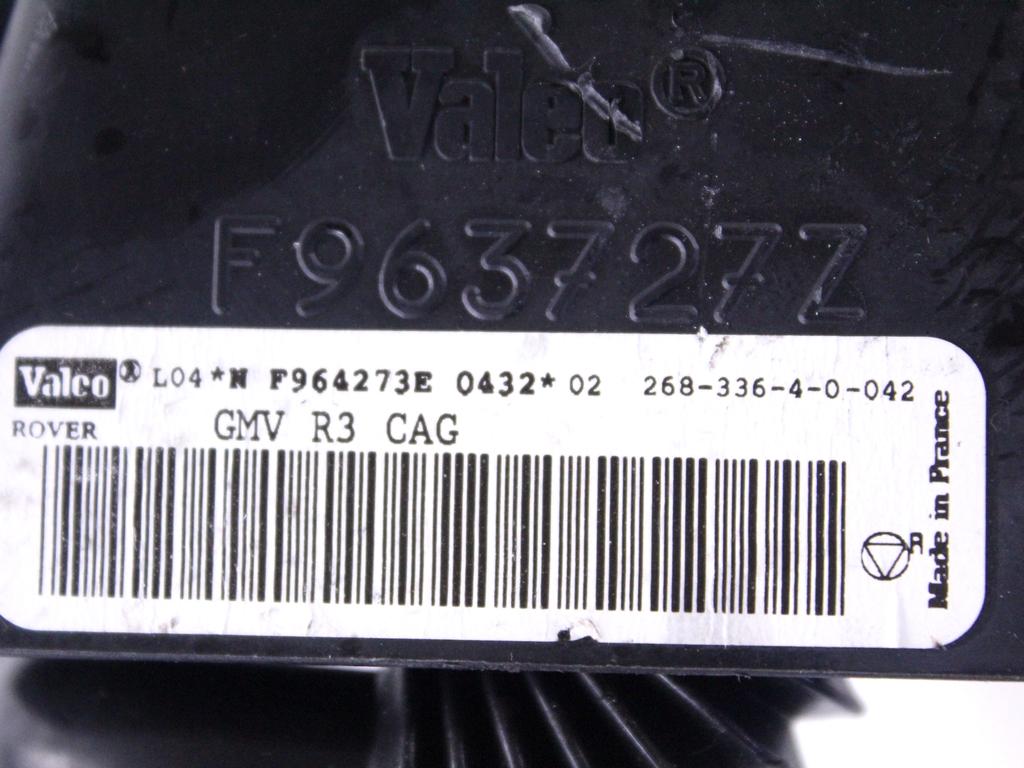 Valeo®
F963727Z
Valeo® L04*N F964273E 0432* 02 268-336-4-0-042
ROVER GMV R3 CAG
R
Made in France